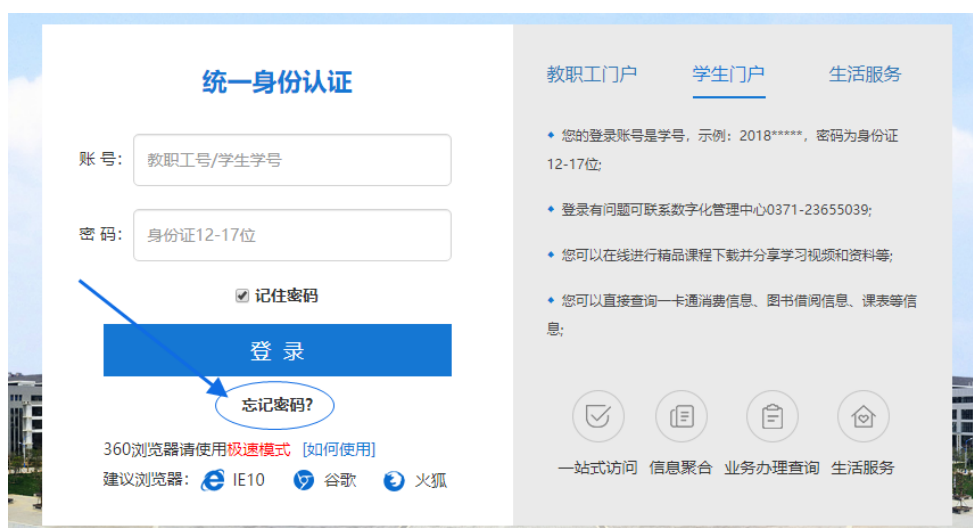 统一身份认证
账 号:
教职工号/学生学号
密 码:
身份证12-17位
记住密码
登 录
忘记密码?
360浏览器请使用极速模式 [如何使用]
建议浏览器: IE10 谷歌 火狐
教职工门户 学生门户 生活服务
您的登录账号是学号, 示例: 2018*****, 密码为身份证
12-17位;
登录有问题可联系数字化管理中心0371-23655039;
您可以在线进行精品课程下载并分享学习视频和资料等;
您可以直接查询一卡通消费信息、图书借阅信息、课表等信
息;
一站式访问 信息聚合 业务办理查询 生活服务